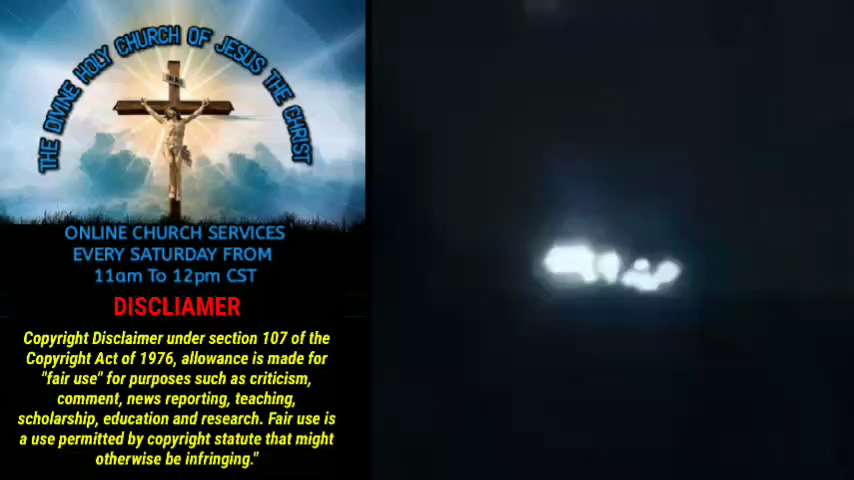 THE DIVINE HOLY CHURCH OF JESUS THE CHRIST
ONLINE CHURCH SERVICES
EVERY SATURDAY FROM
11am To 12pm CST
DISCLIAMER
Copyright Disclaimer under section 107 of the
Copyright Act of 1976, allowance is made for
"fair use" for purposes such as criticism,
comment, news reporting, teaching,
scholarship, education and research. Fair use is
a use permitted by copyright statute that might
otherwise be infringing."